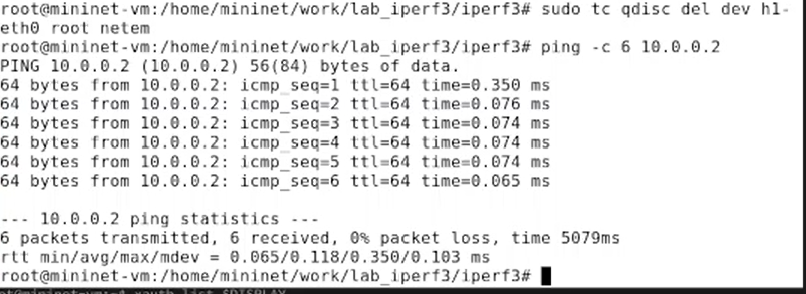 root@mininet-vm:/home/mininet/work/lab_iperf3/iperf3# sudo tc qdisc del dev h1-
eth0 root netem
root@mininet-vm:/home/mininet/work/lab_iperf3/iperf3# ping -c 6 10.0.0.2
PING 10.0.0.2 (10.0.0.2) 56(84) bytes of data.
64 bytes from 10.0.0.2: icmp_seq=1 ttl=64 time=0.350 ms
64 bytes from 10.0.0.2: icmp_seq=2 ttl=64 time=0.076 ms
64 bytes from 10.0.0.2: icmp_seq=3 ttl=64 time=0.074 ms
64 bytes from 10.0.0.2: icmp_seq=4 ttl=64 time=0.074 ms
64 bytes from 10.0.0.2: icmp_seq=5 ttl=64 time=0.074 ms
64 bytes from 10.0.0.2: icmp_seq=6 ttl=64 time=0.065 ms
--- 10.0.0.2 ping statistics ---
6 packets transmitted, 6 received, 0% packet loss, time 5079ms
rtt min/avg/max/mdev = 0.065/0.118/0.350/0.103 ms
root@mininet-vm:/home/mininet/work/lab_iperf3/iperf3#